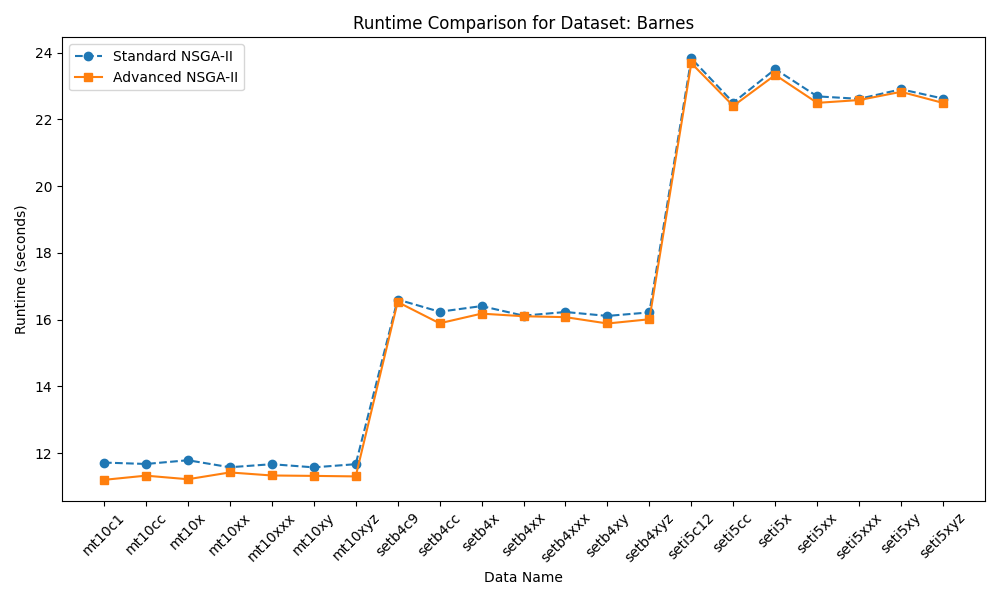 Runtime Comparison for Dataset: Barnes
Standard NSGA-II
Advanced NSGA-II
Runtime (seconds)
24
22
20
18
16
14
12
mt10c1
mt10cc
mt10x
mt10xx
mt10xxx
mt10xy
mt10xyz
setb4c9
setb4cc
setb4x
setb4xx
setb4xxx
setb4xy
setb4xyz
seti5c12
seti5cc
seti5x
seti5xx
seti5xxx
seti5xy
seti5xyz
Data Name